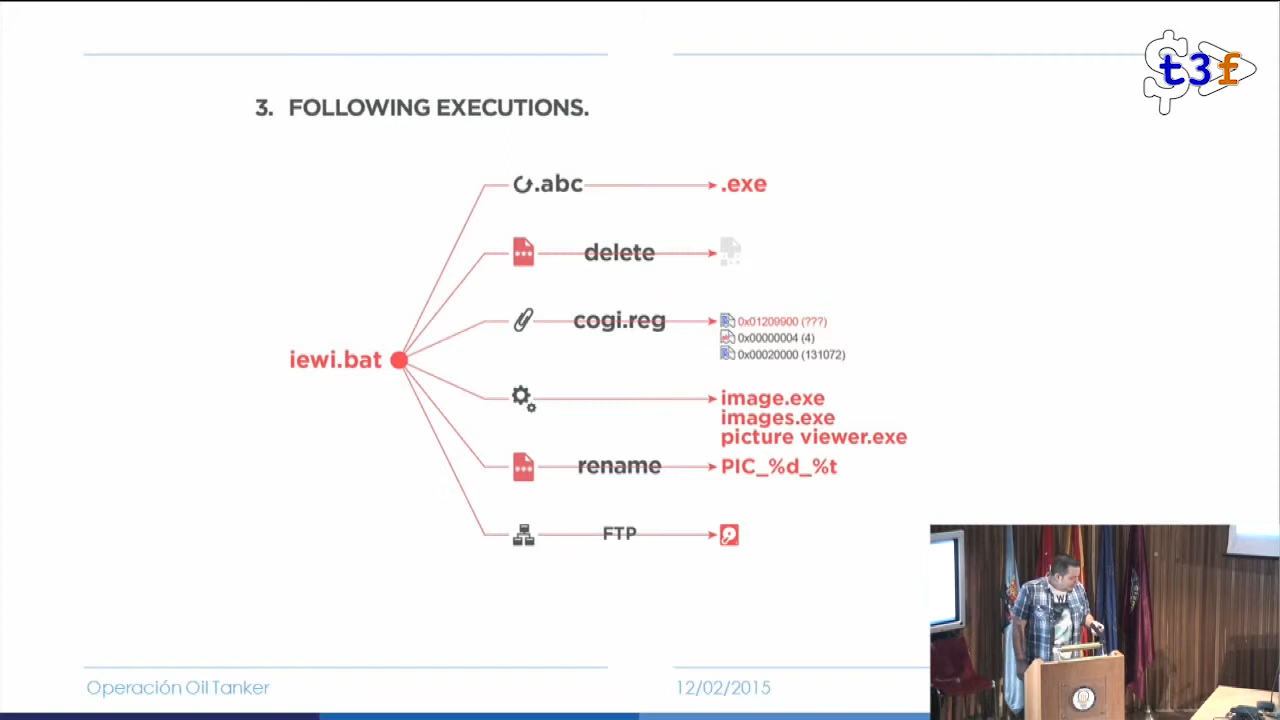 t3f
3. FOLLOWING EXECUTIONS.
.abc
.exe
delete
cogi.reg
0x01209900 (???)
0x00000004 (4)
0x00020000 (131072)
iewi.bat
image.exe
images.exe
picture viewer.exe
rename
PIC_%d_%t
FTP
Operación Oil Tanker
12/02/2015